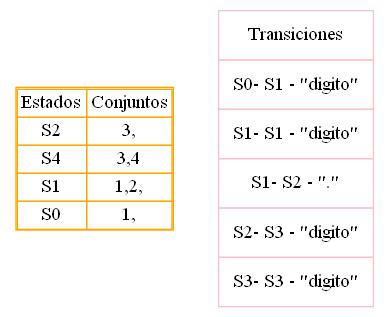 Estados Conjuntos
S2 3,
S4 3,4
S1 1,2,
S0 1,
Transiciones
S0- S1 - "digito"
S1- S1 - "digito"
S1- S2 - "."
S2- S3 - "digito"
S3- S3 - "digito"